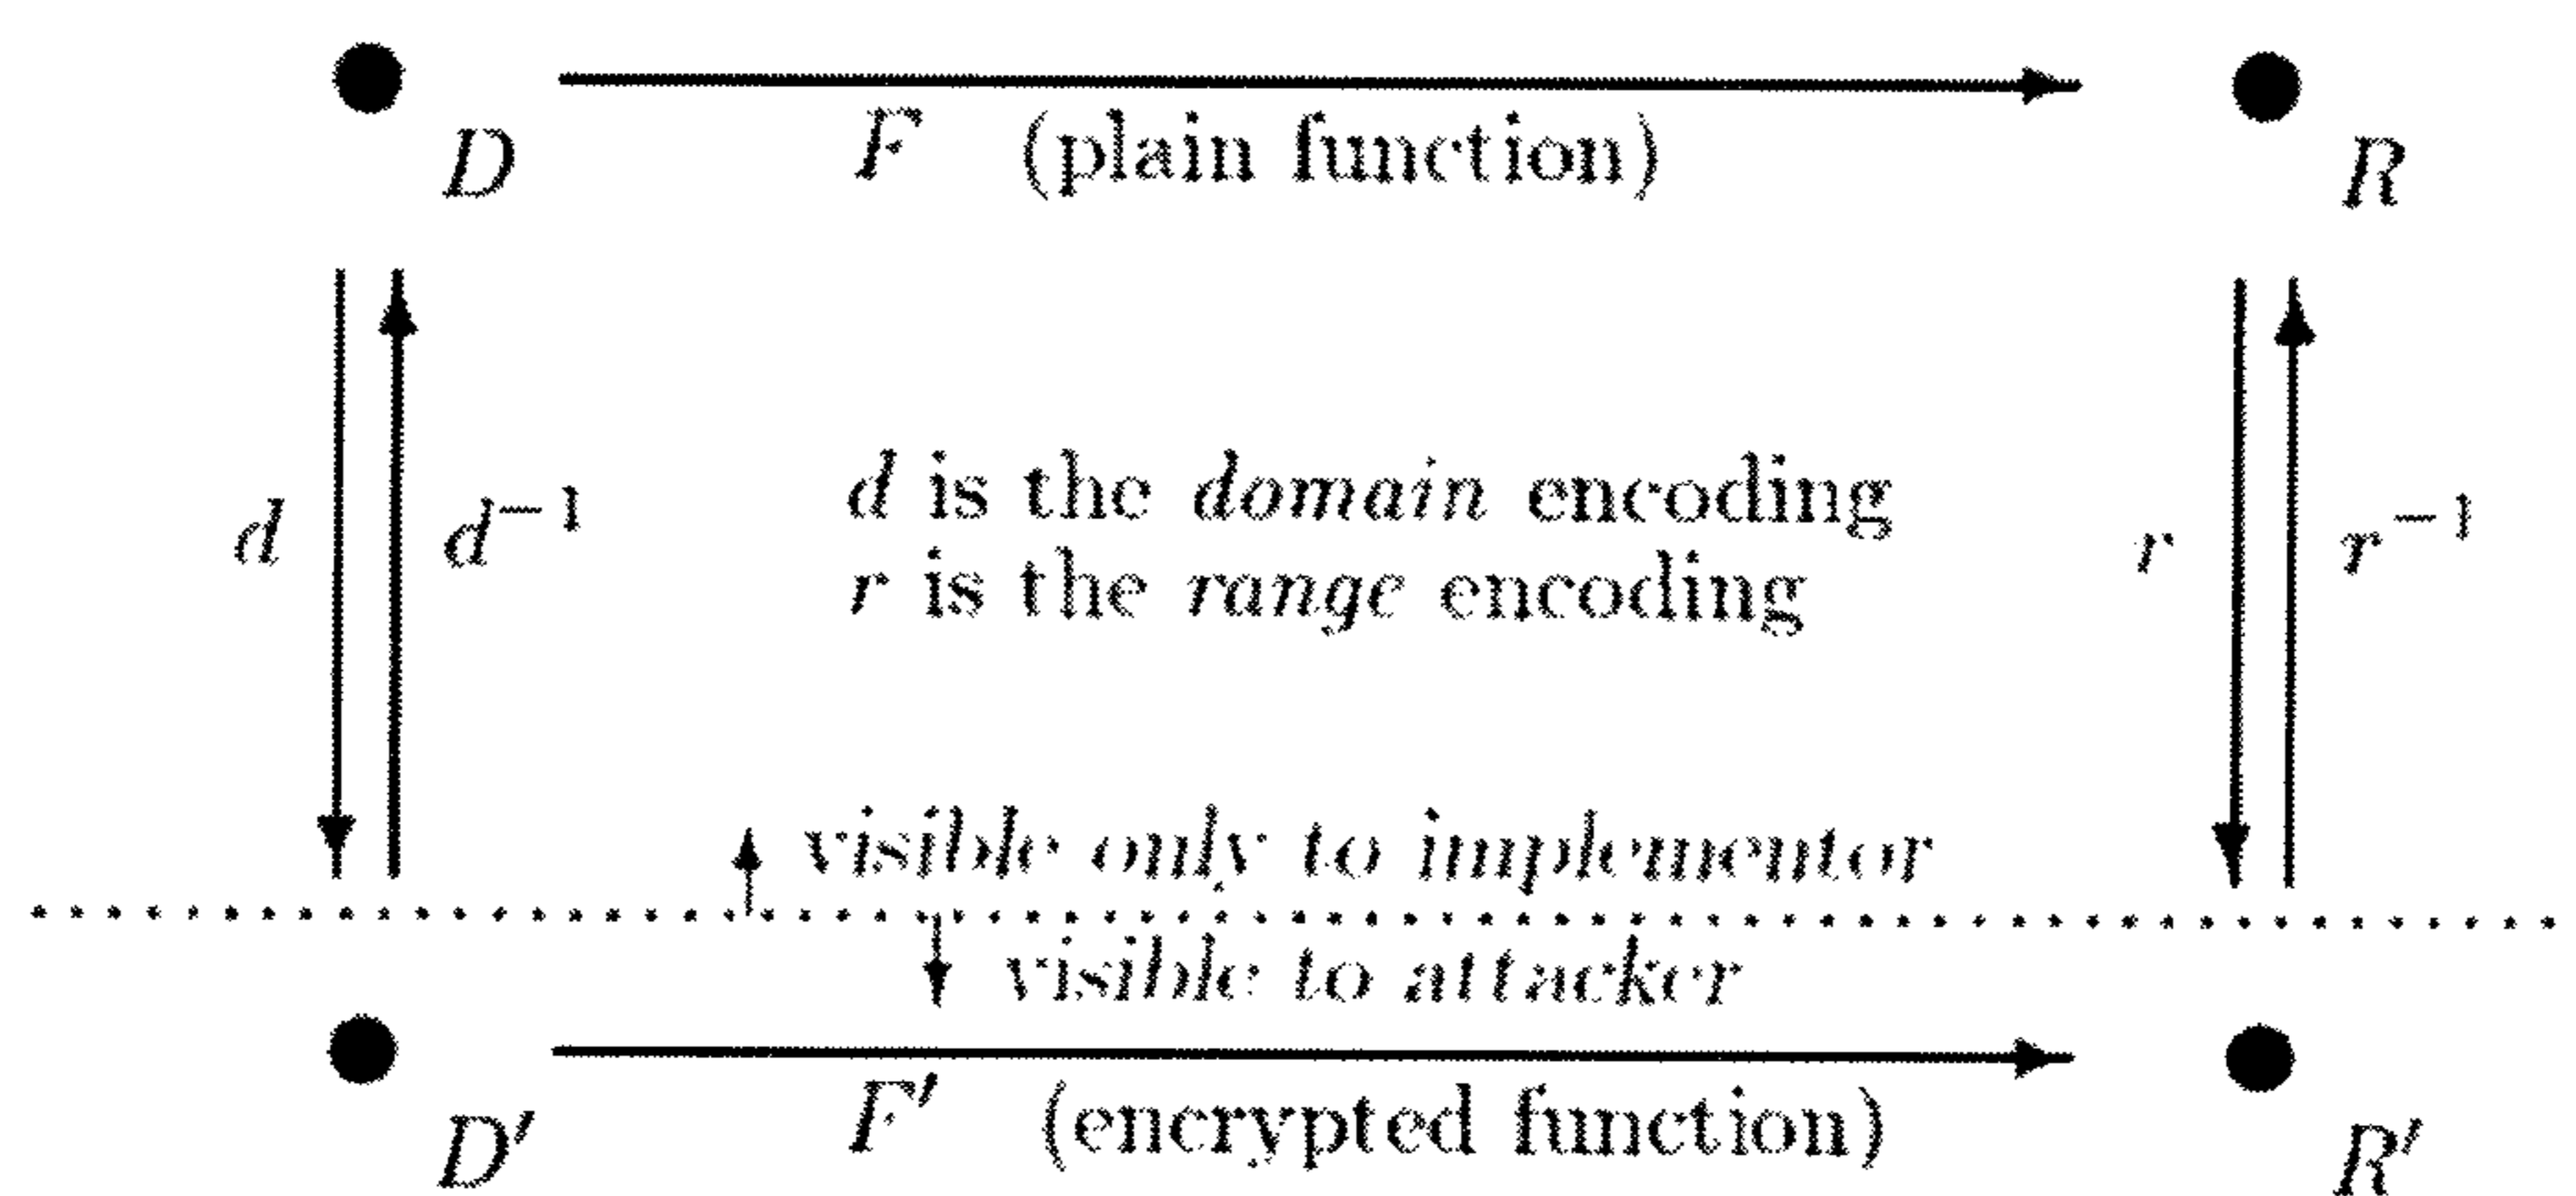 D
F (plain function)
R
d
d⁻¹
d is the domain encoding
r is the range encoding
r
r⁻¹
visible only to implementor
visible to attacker
D′
F′ (encrypted function)
R′